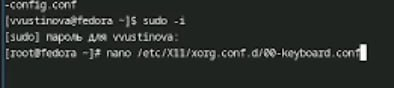 -config.conf
[vvustinova@fedora ~]$ sudo -i
[sudo] пароль для vvustinova:
[root@fedora ~]# nano /etc/X11/xorg.conf.d/00-keyboard.conf